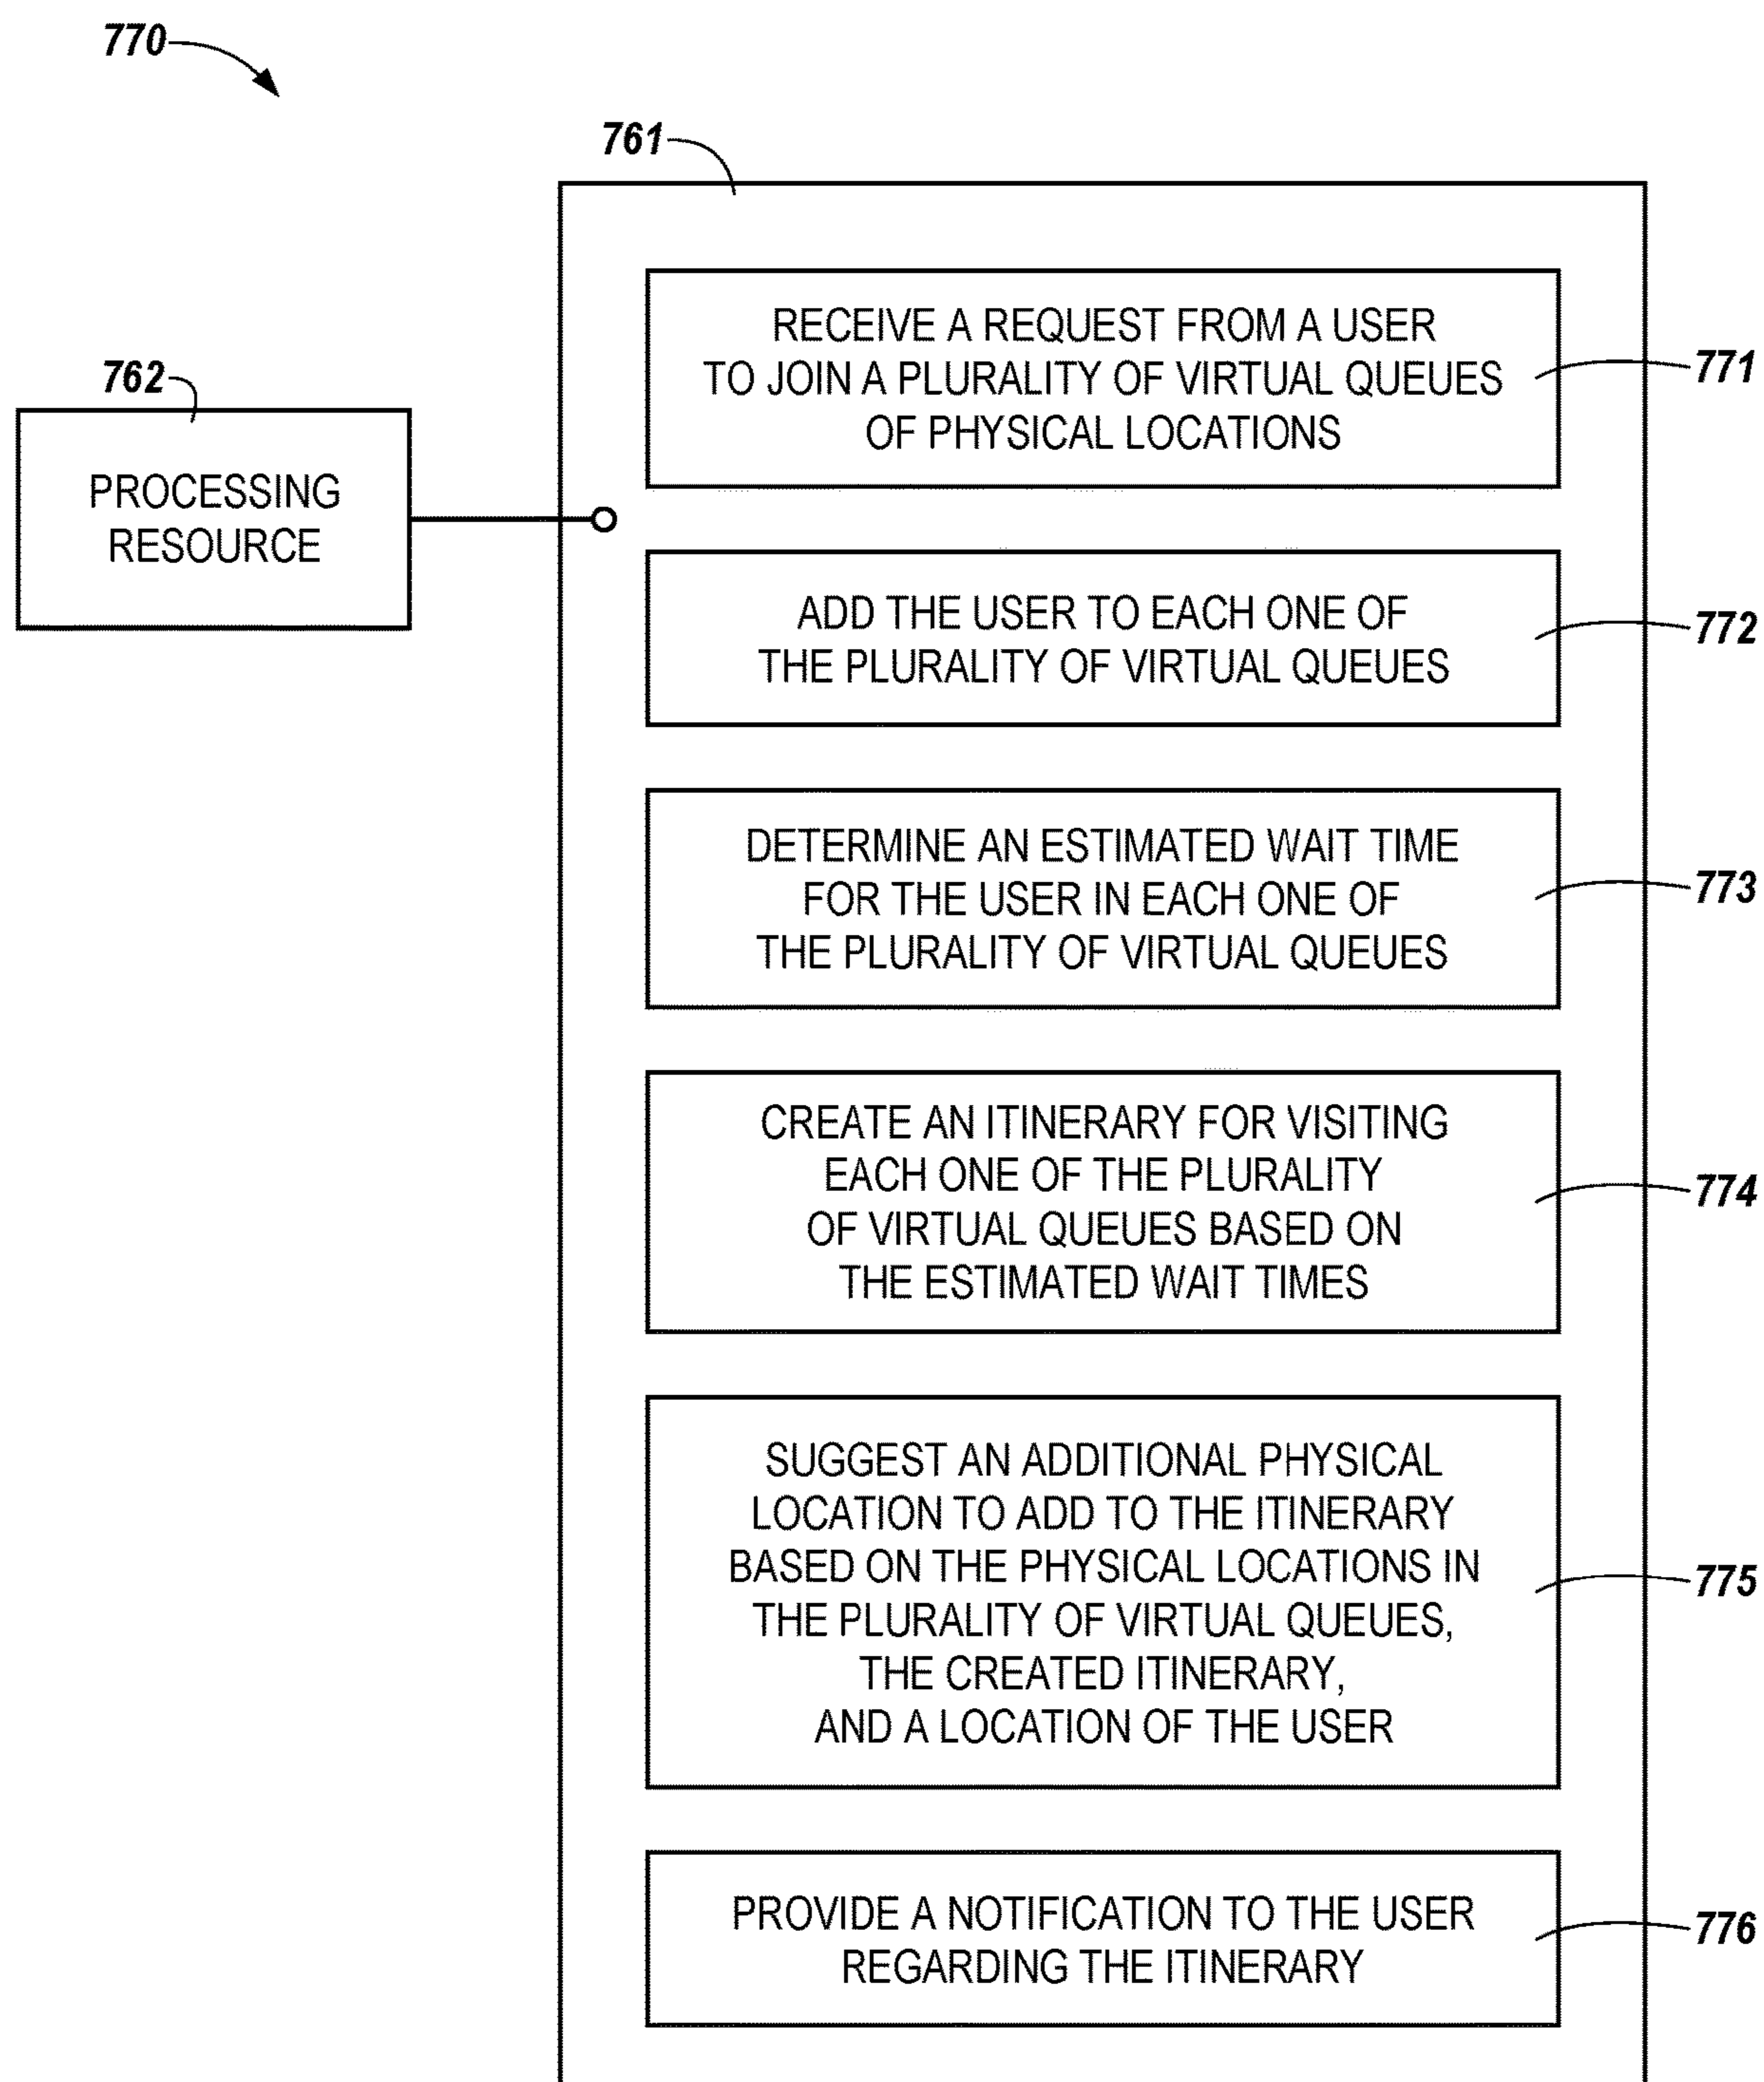 770
761
762
PROCESSING
RESOURCE
RECEIVE A REQUEST FROM A USER
TO JOIN A PLURALITY OF VIRTUAL QUEUES
OF PHYSICAL LOCATIONS
771
ADD THE USER TO EACH ONE OF
THE PLURALITY OF VIRTUAL QUEUES
772
DETERMINE AN ESTIMATED WAIT TIME
FOR THE USER IN EACH ONE OF
THE PLURALITY OF VIRTUAL QUEUES
773
CREATE AN ITINERARY FOR VISITING
EACH ONE OF THE PLURALITY
OF VIRTUAL QUEUES BASED ON
THE ESTIMATED WAIT TIMES
774
SUGGEST AN ADDITIONAL PHYSICAL
LOCATION TO ADD TO THE ITINERARY
BASED ON THE PHYSICAL LOCATIONS IN
THE PLURALITY OF VIRTUAL QUEUES,
THE CREATED ITINERARY,
AND A LOCATION OF THE USER
775
PROVIDE A NOTIFICATION TO THE USER
REGARDING THE ITINERARY
776